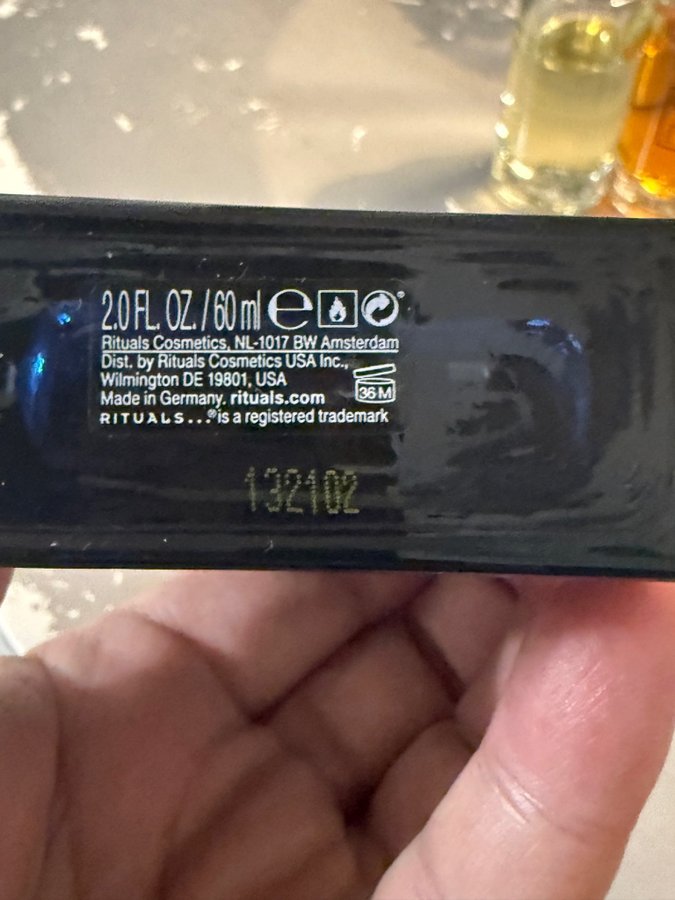 2.0 FL. OZ. / 60 ml ℮
Rituals Cosmetics, NL-1017 BW Amsterdam
Dist. by Rituals Cosmetics USA Inc.,
Wilmington DE 19801, USA
Made in Germany. rituals.com
36 M
RITUALS...® is a registered trademark
132102